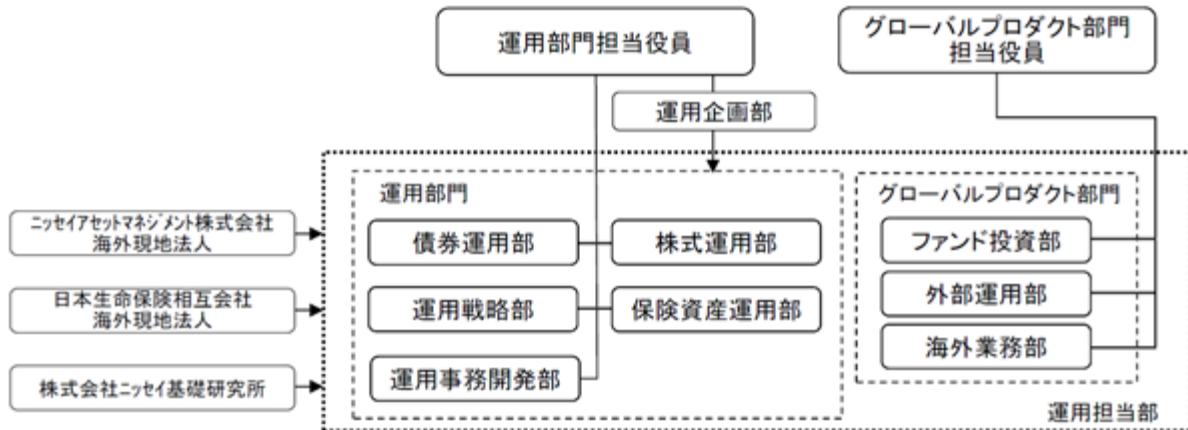 運用部門担当役員
グローバルプロダクト部門
担当役員
運用企画部
運用部門
グローバルプロダクト部門
ニッセイアセットマネジメント株式会社
海外現地法人
債券運用部
株式運用部
ファンド投資部
日本生命保険相互会社
海外現地法人
運用戦略部
保険資産運用部
外部運用部
海外業務部
株式会社ニッセイ基礎研究所
運用事務開発部
運用担当部